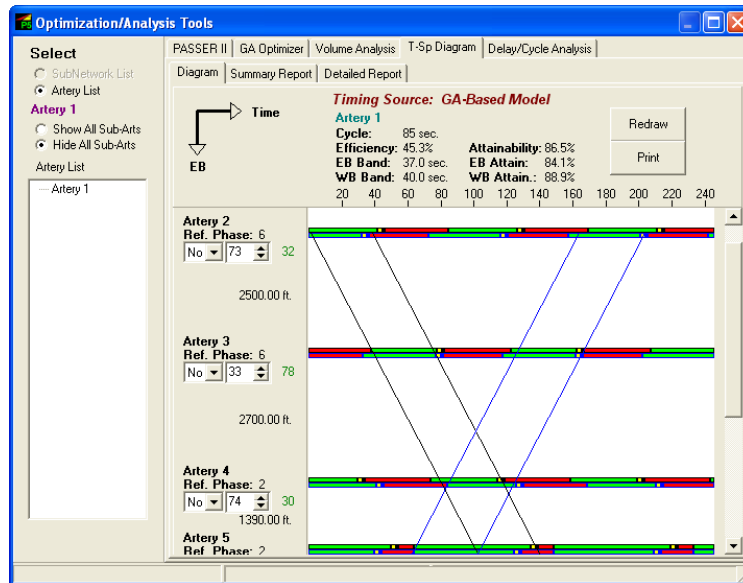 Optimization/Analysis Tools
Select
SubNetwork List
Artery List
Artery 1
Show All Sub-Arts
Hide All Sub-Arts
Artery List
Artery 1
PASSER II GA Optimizer Volume Analysis T-Sp Diagram Delay/Cycle Analysis
Diagram Summary Report Detailed Report
Time
EB
Timing Source: GA-Based Model
Artery 1
Cycle: 85 sec.
Efficiency: 45.3% Attainability: 86.5%
EB Band: 37.0 sec. EB Attain: 84.1%
WB Band: 40.0 sec. WB Attain.: 88.9%
Redraw
Print
20 40 60 80 100 120 140 160 180 200 220 240
Artery 2
Ref. Phase: 6
No 73 32
2500.00 ft.
Artery 3
Ref. Phase: 6
No 33 78
2700.00 ft.
Artery 4
Ref. Phase: 2
No 74 30
1390.00 ft.
Artery 5
Ref. Phase: 2